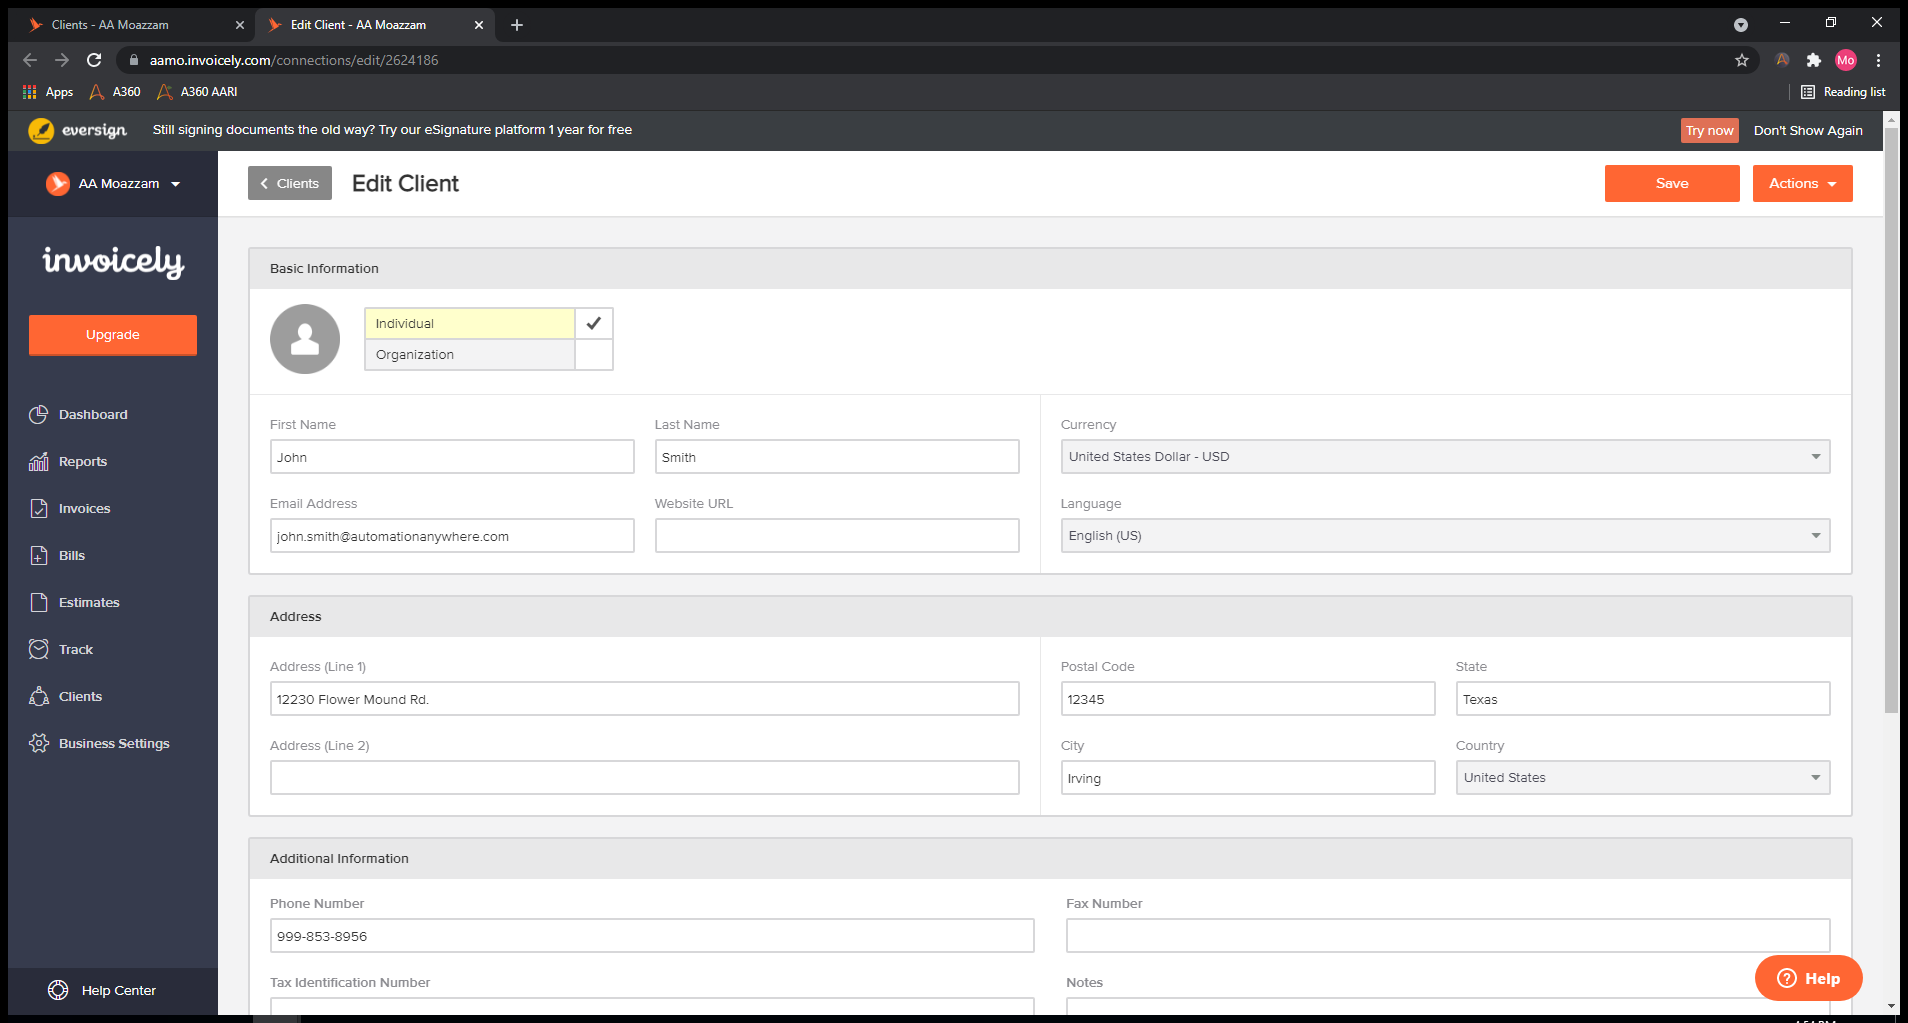 Clients - AA Moazzam
Edit Client - AA Moazzam
aamo.invoicely.com/connections/edit/2624186
Mo
Apps
A360
A360 AARI
Reading list
eversign
Still signing documents the old way? Try our eSignature platform 1 year for free
Try now
Don't Show Again
AA Moazzam
Clients
Edit Client
Save
Actions
invoicely
Upgrade
Dashboard
Reports
Invoices
Bills
Estimates
Track
Clients
Business Settings
Help Center
Basic Information
Individual
Organization
First Name
Last Name
Currency
John
Smith
United States Dollar - USD
Email Address
Website URL
Language
john.smith@automationanywhere.com
English (US)
Address
Address (Line 1)
Postal Code
State
12230 Flower Mound Rd.
12345
Texas
Address (Line 2)
City
Country
Irving
United States
Additional Information
Phone Number
Fax Number
999-853-8956
Tax Identification Number
Notes
Help